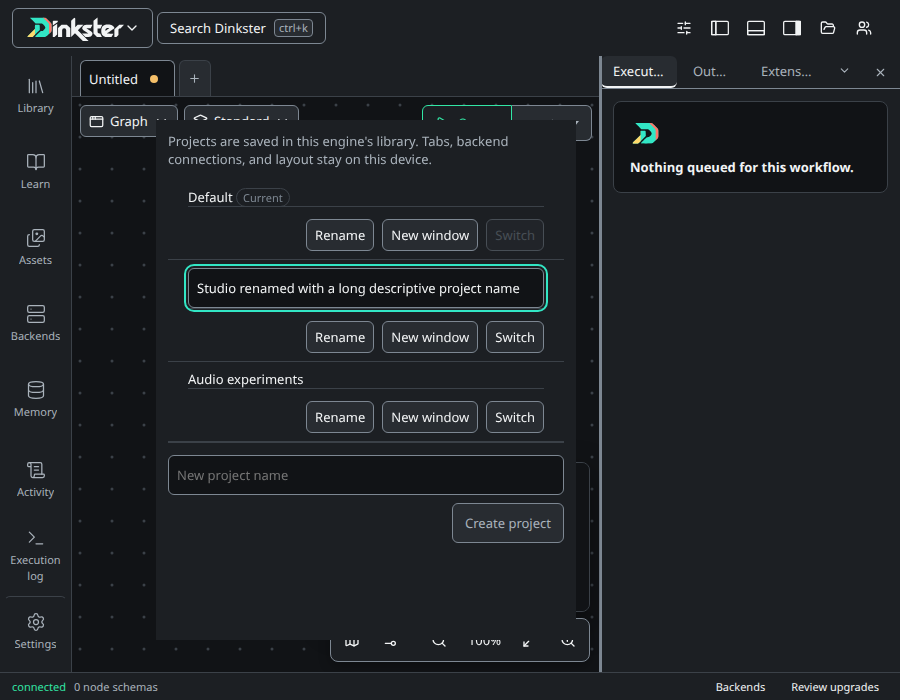 Dinkster
Search Dinkster ctrl+k
Library
Learn
Assets
Backends
Memory
Activity
Execution
log
Settings
Untitled
+
Graph
Standard
Projects are saved in this engine's library. Tabs, backend
connections, and layout stay on this device.
Default Current
Rename New window Switch
Studio renamed with a long descriptive project name
Rename New window Switch
Audio experiments
Rename New window Switch
New project name
Create project
100%
Execut... Out... Extens...
Nothing queued for this workflow.
connected 0 node schemas
Backends Review upgrades